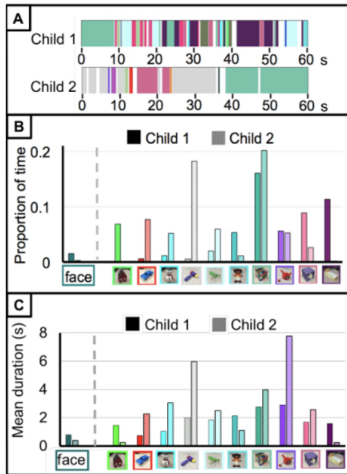 A
Child 1
0 10 20 30 40 50 60 s
Child 2
0 10 20 30 40 50 60 s
B
Child 1 Child 2
Proportion of time
0.2
0.1
0
face
C
Child 1 Child 2
Mean duration (s)
8
6
4
2
0
face